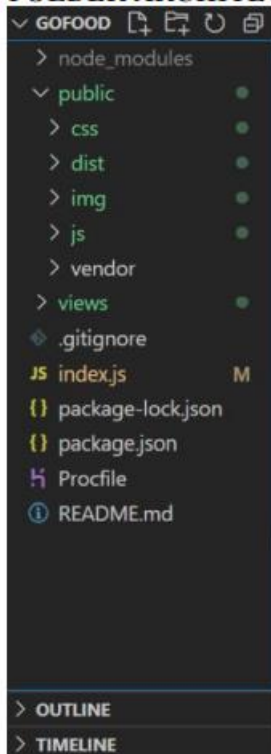 GOFOOD
node_modules
public
css
dist
img
js
vendor
views
.gitignore
JS index.js M
{} package-lock.json
{} package.json
Procfile
README.md
OUTLINE
TIMELINE